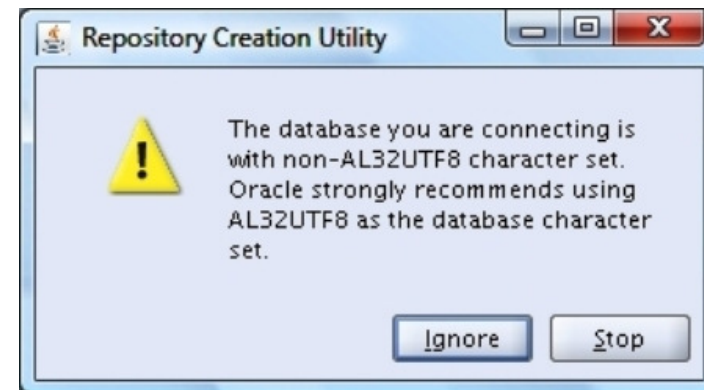 Repository Creation Utility
The database you are connecting is
with non-AL32UTF8 character set.
Oracle strongly recommends using
AL32UTF8 as the database character
set.
Ignore
Stop